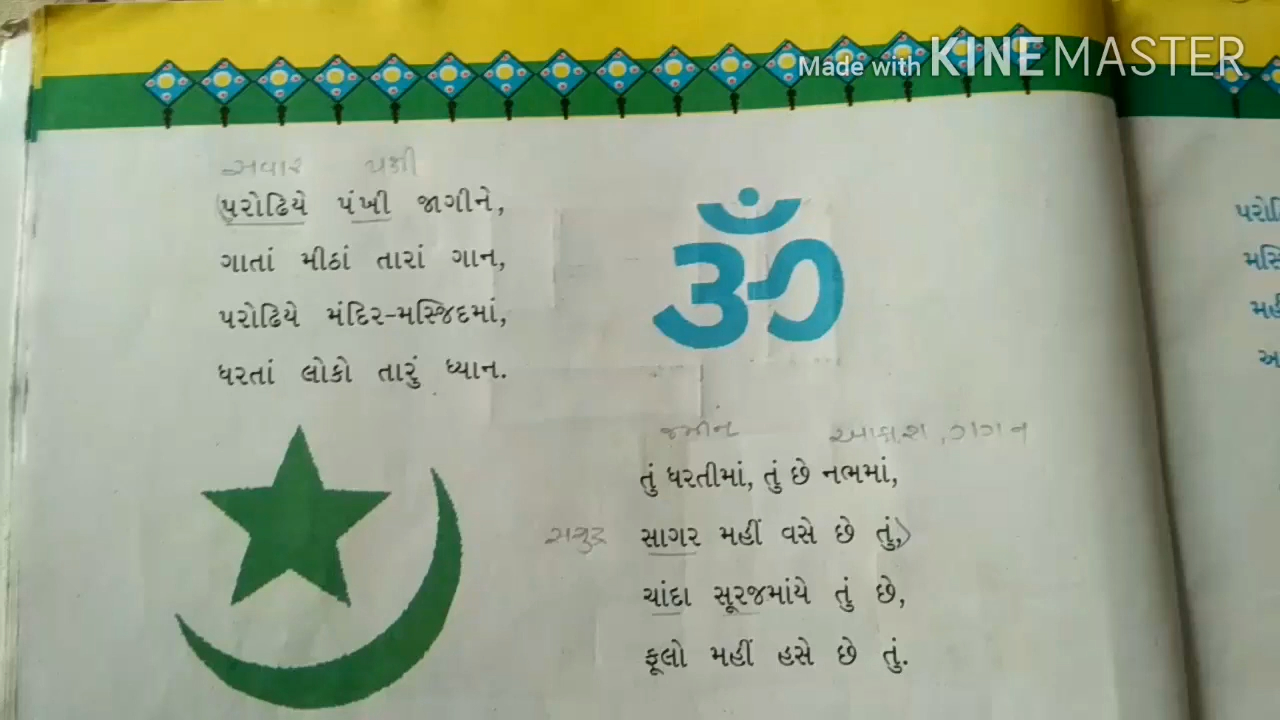 Made with KINEMASTER
સવાર પક્ષી
પરોઢિયે પંખી જાગીને,
ગાતાં મીઠાં તારાં ગાન,
પરોઢિયે મંદિર-મસ્જિદમાં,
ધરતાં લોકો તારું ધ્યાન.
ૐ
જમીન આકાશ, ગગન
તું ધરતીમાં, તું છે નભમાં,
સમુદ્ર સાગર મહીં વસે છે તું,
ચાંદા સૂરજમાંયે તું છે,
ફૂલો મહીં હસે છે તું.